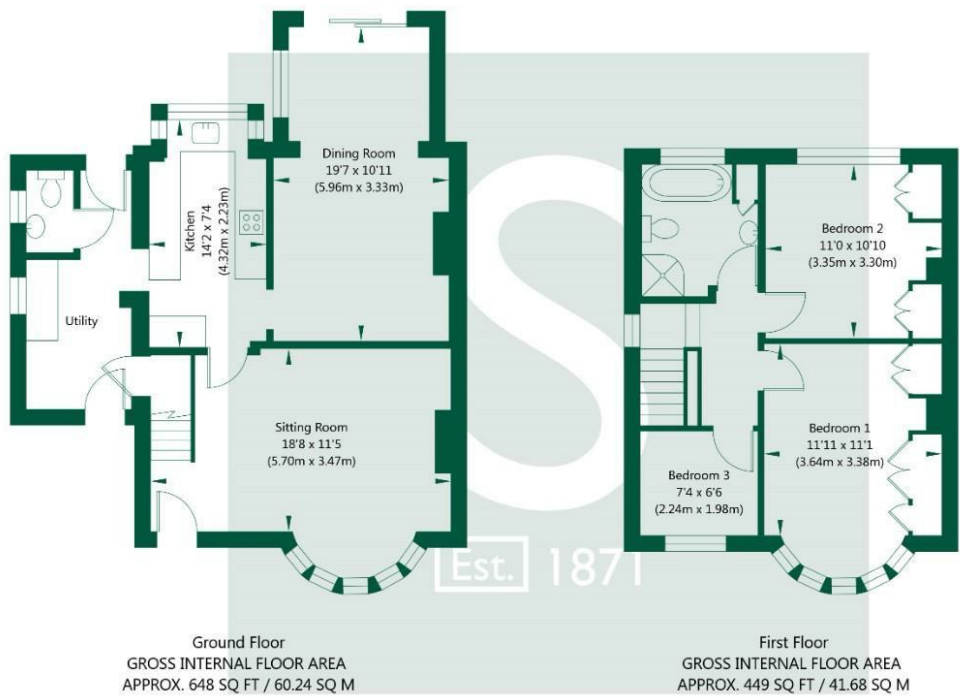 Dining Room
19'7 x 10'11
(5.96m x 3.33m)
Kitchen
14'2 x 7'4
(4.32m x 2.23m)
Utility
Sitting Room
18'8 x 11'5
(5.70m x 3.47m)
Bedroom 2
11'0 x 10'10
(3.35m x 3.30m)
Bedroom 1
11'11 x 11'1
(3.64m x 3.38m)
Bedroom 3
7'4 x 6'6
(2.24m x 1.98m)
S
Est. 1871
Ground Floor
GROSS INTERNAL FLOOR AREA
APPROX. 648 SQ FT / 60.24 SQ M
First Floor
GROSS INTERNAL FLOOR AREA
APPROX. 449 SQ FT / 41.68 SQ M